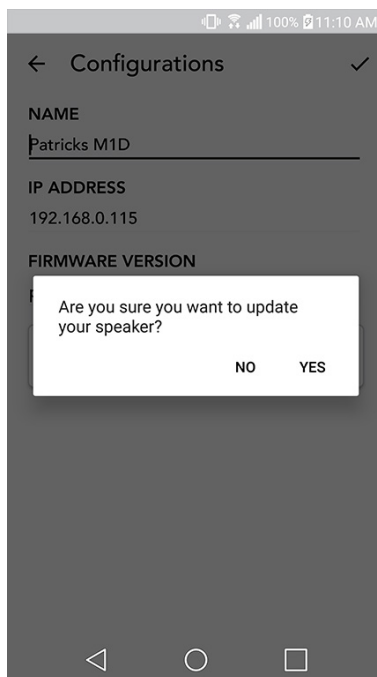 100% 11:10 AM
Configurations
NAME
Patricks M1D
IP ADDRESS
192.168.0.115
FIRMWARE VERSION
Are you sure you want to update
your speaker?
NO YES